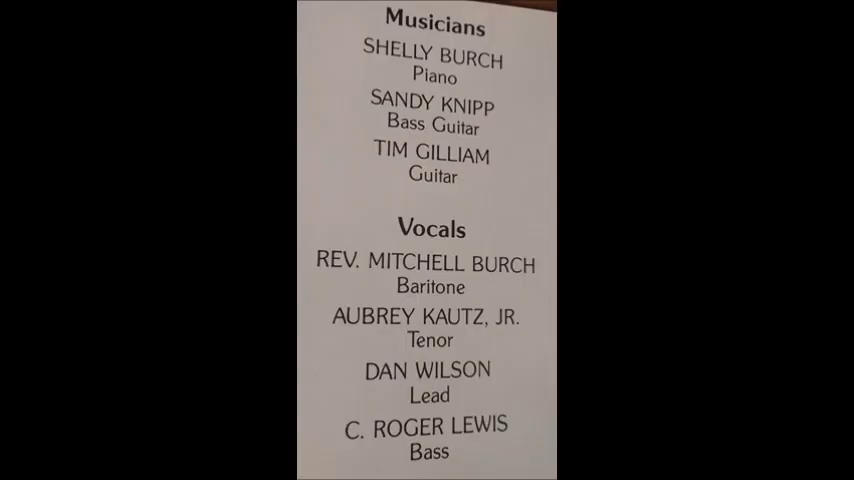 Musicians
SHELLY BURCH
Piano
SANDY KNIPP
Bass Guitar
TIM GILLIAM
Guitar
Vocals
REV. MITCHELL BURCH
Baritone
AUBREY KAUTZ, JR.
Tenor
DAN WILSON
Lead
C. ROGER LEWIS
Bass